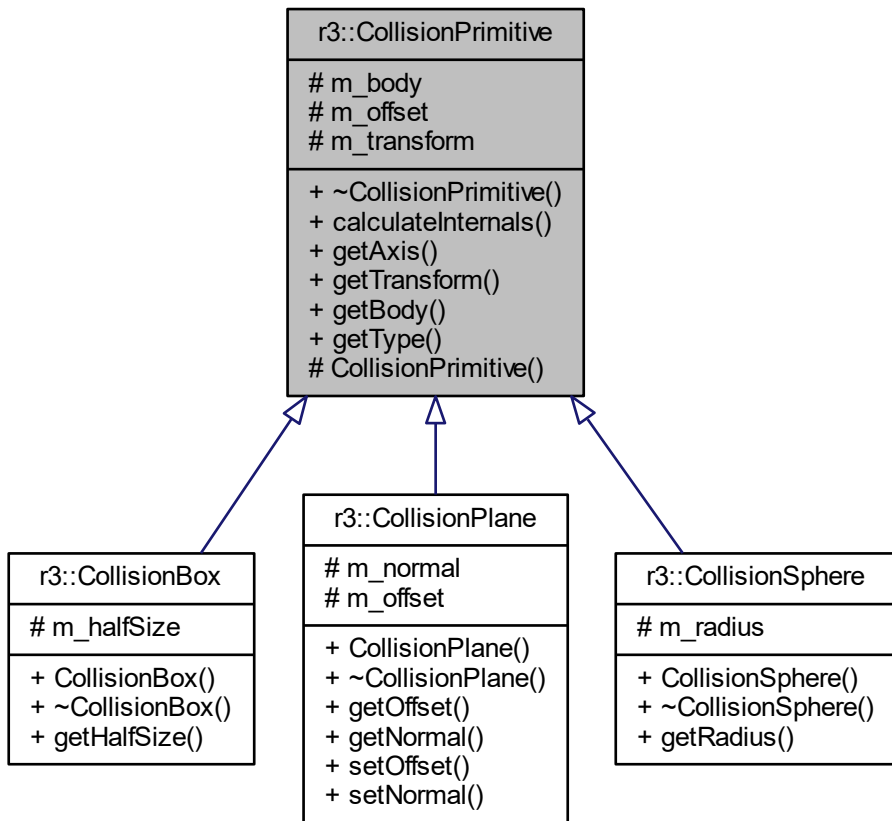 r3::CollisionPrimitive
# m_body
# m_offset
# m_transform
+ ~CollisionPrimitive()
+ calculateInternals()
+ getAxis()
+ getTransform()
+ getBody()
+ getType()
# CollisionPrimitive()
r3::CollisionBox
# m_halfSize
+ CollisionBox()
+ ~CollisionBox()
+ getHalfSize()
r3::CollisionPlane
# m_normal
# m_offset
+ CollisionPlane()
+ ~CollisionPlane()
+ getOffset()
+ getNormal()
+ setOffset()
+ setNormal()
r3::CollisionSphere
# m_radius
+ CollisionSphere()
+ ~CollisionSphere()
+ getRadius()